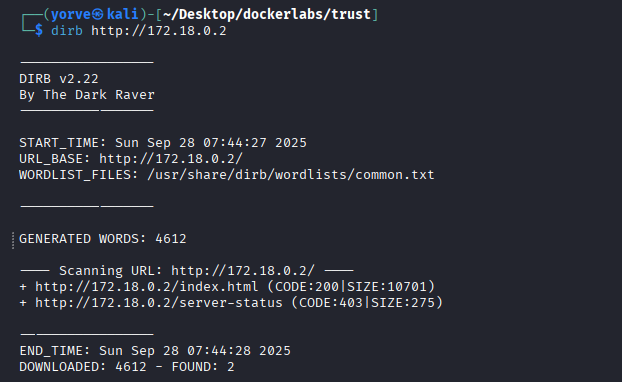 ┌──(yorve㉿kali)-[~/Desktop/dockerlabs/trust]
└─$ dirb http://172.18.0.2
-----------------
DIRB v2.22
By The Dark Raver
-----------------
START_TIME: Sun Sep 28 07:44:27 2025
URL_BASE: http://172.18.0.2/
WORDLIST_FILES: /usr/share/dirb/wordlists/common.txt
-----------------
GENERATED WORDS: 4612
---- Scanning URL: http://172.18.0.2/ ----
+ http://172.18.0.2/index.html (CODE:200|SIZE:10701)
+ http://172.18.0.2/server-status (CODE:403|SIZE:275)
-----------------
END_TIME: Sun Sep 28 07:44:28 2025
DOWNLOADED: 4612 - FOUND: 2